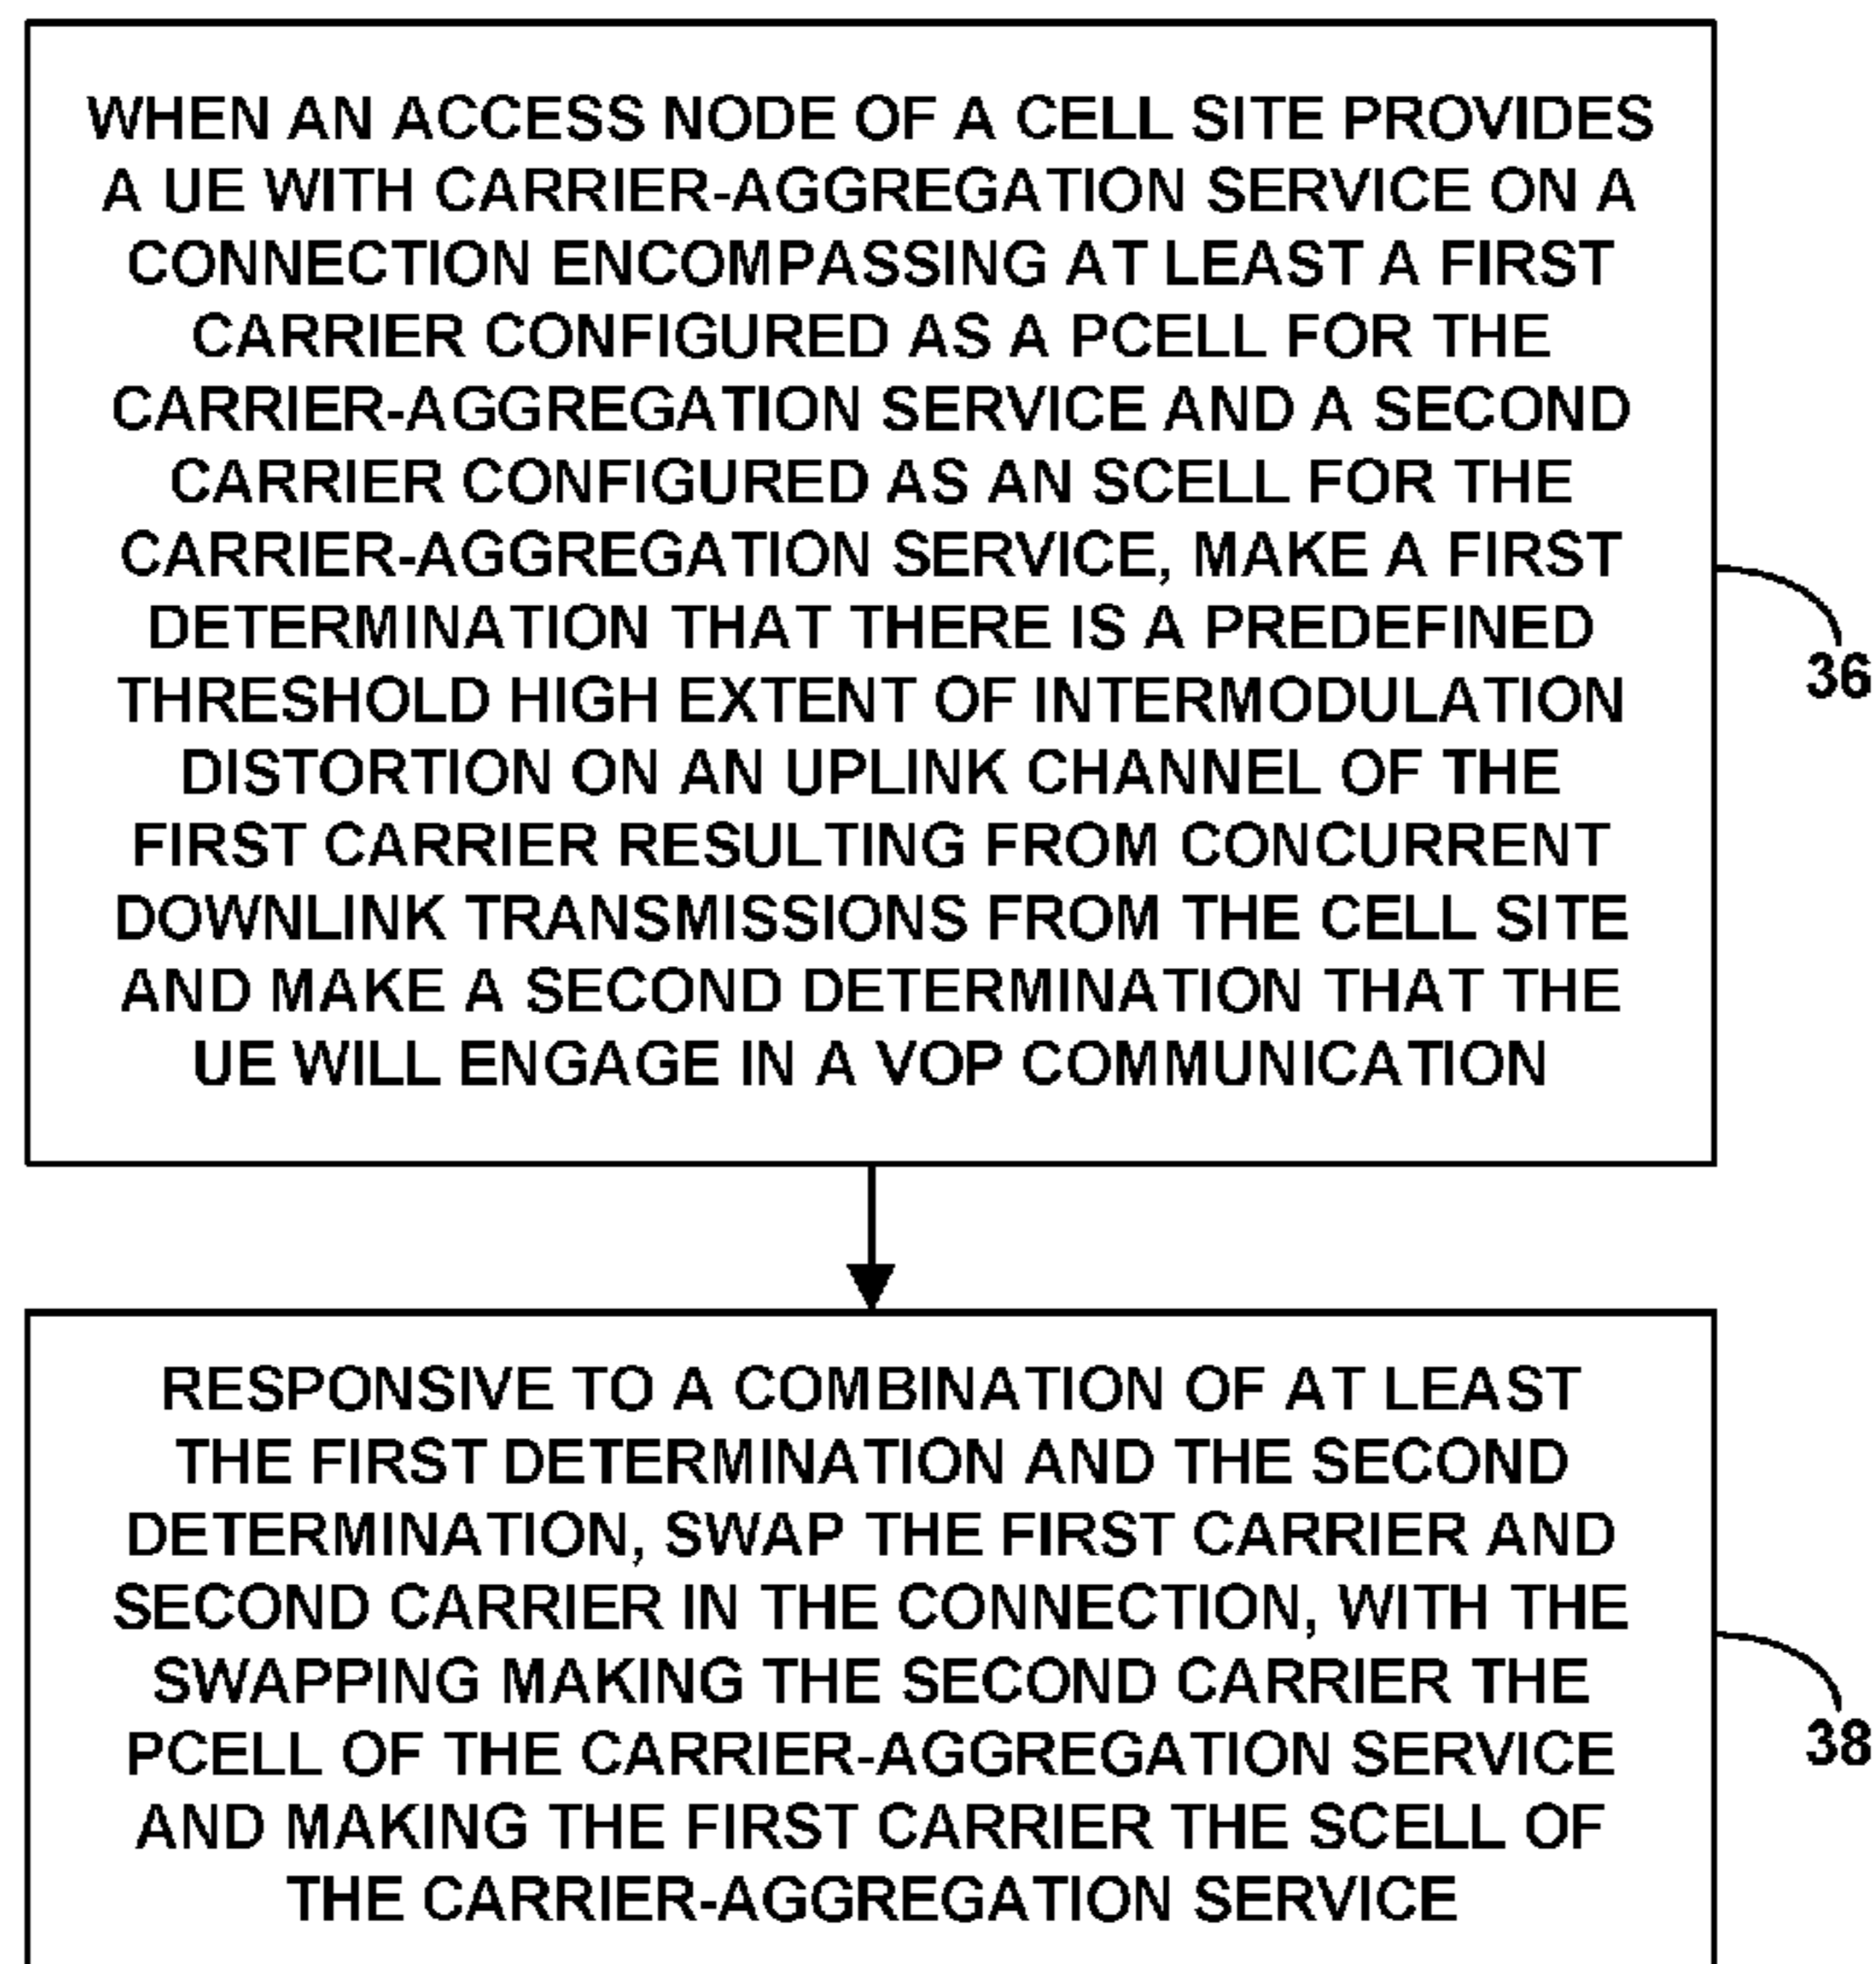 WHEN AN ACCESS NODE OF A CELL SITE PROVIDES
A UE WITH CARRIER-AGGREGATION SERVICE ON A
CONNECTION ENCOMPASSING AT LEAST A FIRST
CARRIER CONFIGURED AS A PCELL FOR THE
CARRIER-AGGREGATION SERVICE AND A SECOND
CARRIER CONFIGURED AS AN SCELL FOR THE
CARRIER-AGGREGATION SERVICE, MAKE A FIRST
DETERMINATION THAT THERE IS A PREDEFINED
THRESHOLD HIGH EXTENT OF INTERMODULATION
DISTORTION ON AN UPLINK CHANNEL OF THE
FIRST CARRIER RESULTING FROM CONCURRENT
DOWNLINK TRANSMISSIONS FROM THE CELL SITE
AND MAKE A SECOND DETERMINATION THAT THE
UE WILL ENGAGE IN A VOP COMMUNICATION
36
RESPONSIVE TO A COMBINATION OF AT LEAST
THE FIRST DETERMINATION AND THE SECOND
DETERMINATION, SWAP THE FIRST CARRIER AND
SECOND CARRIER IN THE CONNECTION, WITH THE
SWAPPING MAKING THE SECOND CARRIER THE
PCELL OF THE CARRIER-AGGREGATION SERVICE
AND MAKING THE FIRST CARRIER THE SCELL OF
THE CARRIER-AGGREGATION SERVICE
38